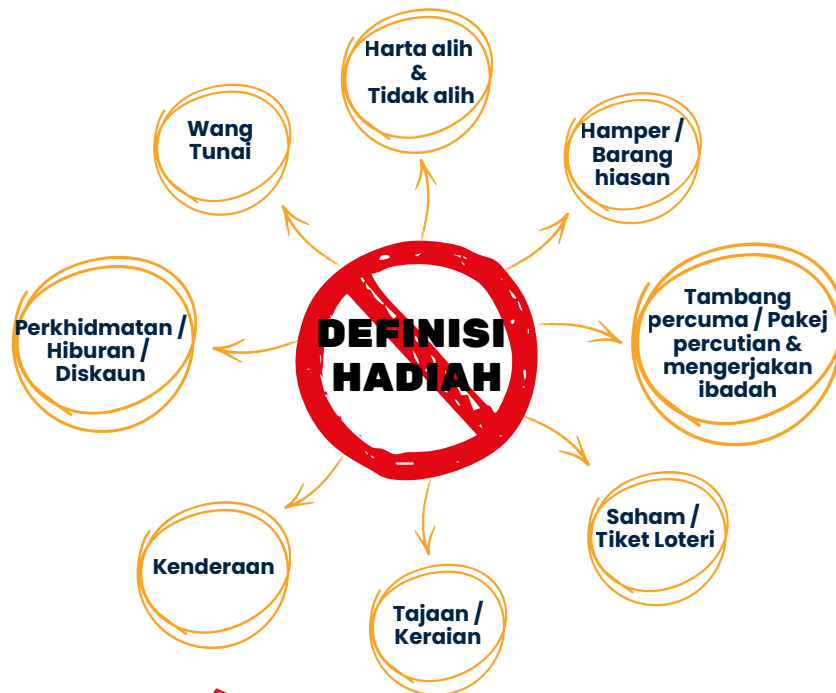 Harta alih
&
Tidak alih
Wang
Tunai
Hamper /
Barang
hiasan
Perkhidmatan /
Hiburan /
Diskaun
DEFINISI
HADIAH
Tambang
percuma / Pakej
percutian &
mengerjakan
ibadah
Saham /
Tiket Loteri
Kenderaan
Tajaan /
Keraian